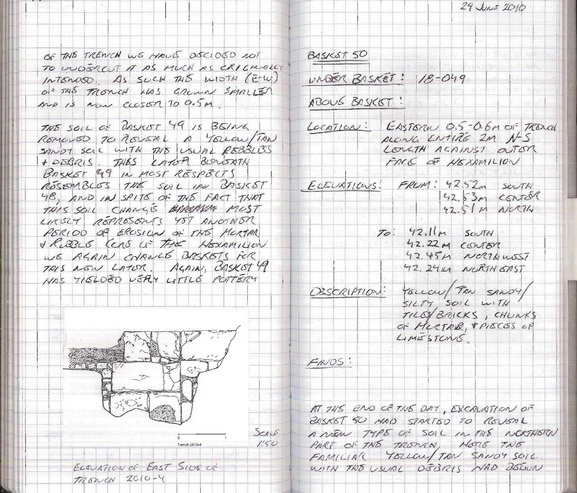 OF THE TRENCH WE HAVE DECIDED NOT
TO UNDERCUT IT AS MUCH AS ORIGINALLY
INTENDED. AS SUCH THE WIDTH (E-W)
OF THE TRENCH HAS GROWN SMALLER
AND IS NOW CLOSER TO 0.5M.
THE SOIL OF BASKET 49 IS BEING
REMOVED TO REVEAL A YELLOW/TAN
SANDY SOIL WITH THE USUAL PEBBLES
+ DEBRIS. THIS LAYER BENEATH
BASKET 49 IN MOST RESPECTS
RESEMBLES THE SOIL IN BASKET
48, AND IN SPITE OF THE FACT THAT
THIS SOIL CHANGE MOST
LIKELY REPRESENTS YET ANOTHER
PERIOD OF EROSION OF THE MORTAR
+ RUBBLE CORE OF THE HEXAMILION
WE AGAIN CHANGE BASKETS FOR
THIS NEW LAYER. AGAIN, BASKET 49
HAS YIELDED VERY LITTLE POTTERY
SCALE
1:50
ELEVATION OF EAST SIDE OF
TRENCH 2010-4
29 JUNE 2010
BASKET 50
UNDER BASKET: 18-049
ABOVE BASKET:
LOCATION: EASTERN 0.5-0.6M OF TRENCH
ALONG ENTIRE 2M N-S
LENGTH AGAINST OUTER
FACE OF HEXAMILION
ELEVATIONS: FROM: 42.52M SOUTH
42.53M CENTER
42.51M NORTH
TO: 42.11M SOUTH
42.22M CENTER
42.45M NORTHWEST
42.24M NORTHEAST
DESCRIPTION: YELLOW/TAN SANDY/
SILTY SOIL WITH
TILES/BRICKS, CHUNKS
OF MORTAR, + PIECES OF
LIMESTONE.
FINDS:
AT THE END OF THE DAY, EXCAVATION OF
BASKET 50 HAD STARTED TO REVEAL
A NEW TYPE OF SOIL IN THE NORTHERN
PART OF THE TRENCH. HERE THE
FAMILIAR YELLOW/TAN SANDY SOIL
WITH THE USUAL DEBRIS HAD BEGUN